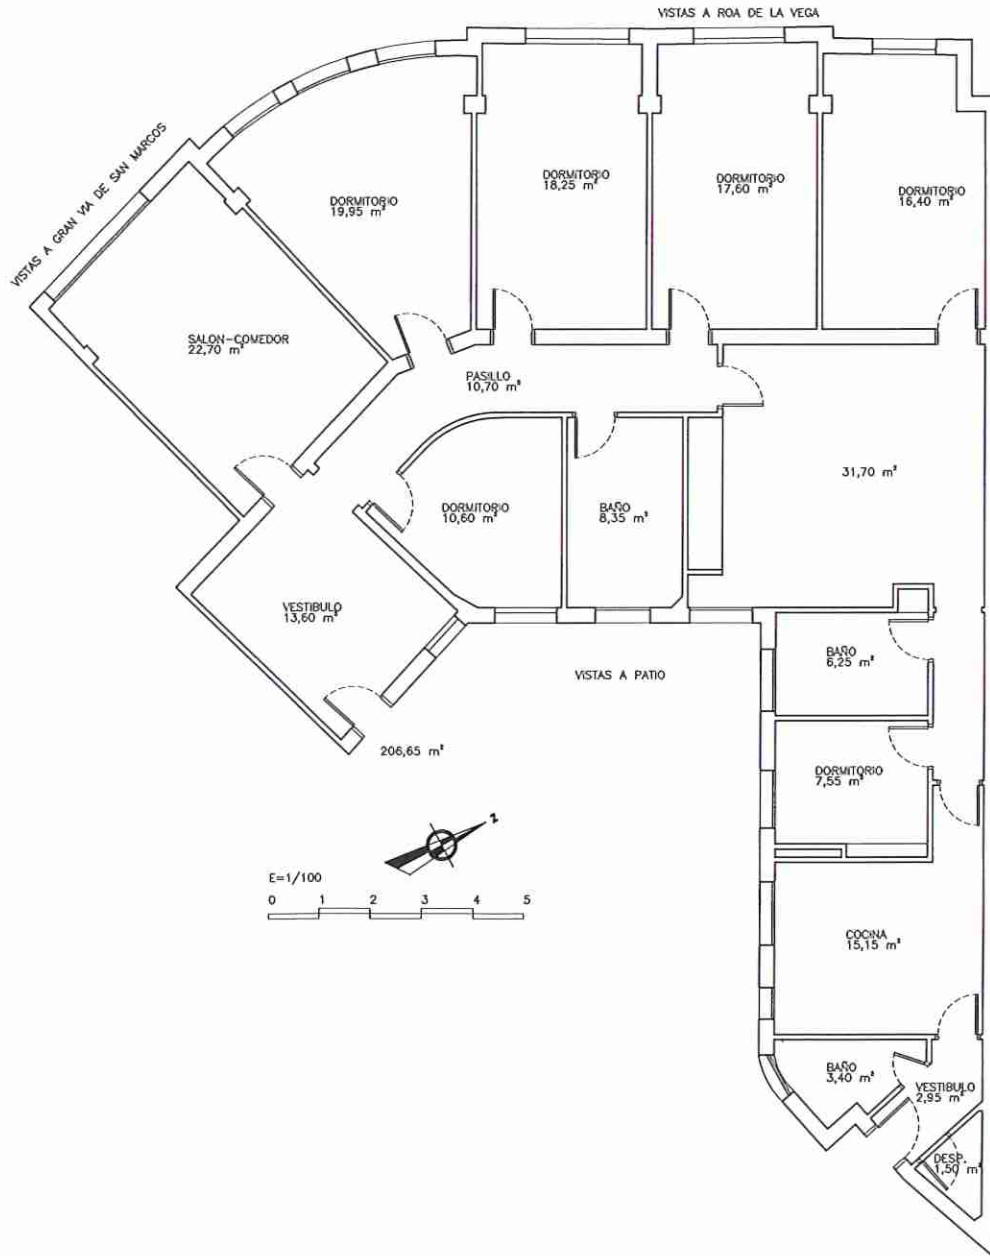 VISTAS A ROA DE LA VEGA
VISTAS A GRAN VIA DE SAN MARCOS
DORMITORIO
19,95 m²
DORMITORIO
18,25 m²
DORMITORIO
17,60 m²
DORMITORIO
16,40 m²
SALON-COMEDOR
22,70 m²
PASILLO
10,70 m²
31,70 m²
DORMITORIO
10,60 m²
BAÑO
8,35 m²
VESTIBULO
13,60 m²
BAÑO
6,25 m²
VISTAS A PATIO
206,65 m²
DORMITORIO
7,55 m²
Z
E=1/100
0 1 2 3 4 5
COCINA
15,15 m²
BAÑO
3,40 m²
VESTIBULO
2,95 m²
DESP.
1,50 m²